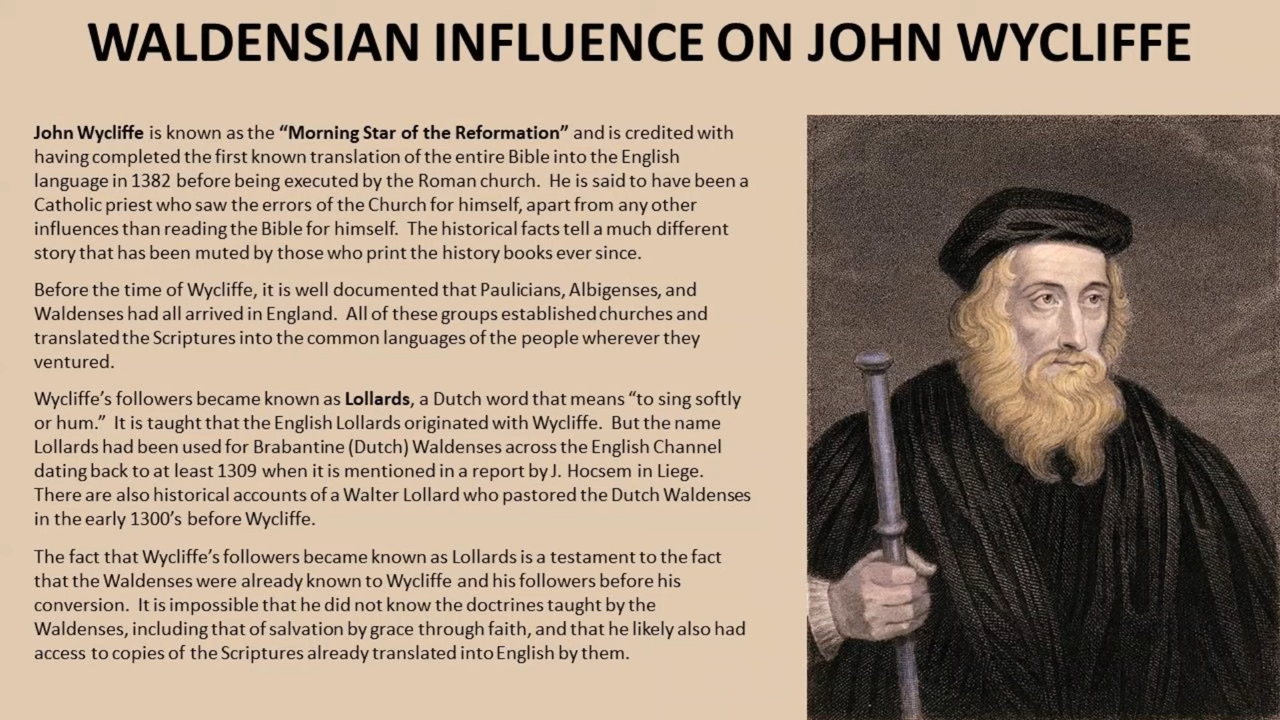 WALDENSIAN INFLUENCE ON JOHN WYCLIFFE
John Wycliffe is known as the “Morning Star of the Reformation” and is credited with
having completed the first known translation of the entire Bible into the English
language in 1382 before being executed by the Roman church.  He is said to have been a
Catholic priest who saw the errors of the Church for himself, apart from any other
influences than reading the Bible for himself.  The historical facts tell a much different
story that has been muted by those who print the history books ever since.
Before the time of Wycliffe, it is well documented that Paulicians, Albigenses, and
Waldenses had all arrived in England.  All of these groups established churches and
translated the Scriptures into the common languages of the people wherever they
ventured.
Wycliffe’s followers became known as Lollards, a Dutch word that means “to sing softly
or hum.”  It is taught that the English Lollards originated with Wycliffe.  But the name
Lollards had been used for Brabantine (Dutch) Waldenses across the English Channel
dating back to at least 1309 when it is mentioned in a report by J. Hocsem in Liege.
There are also historical accounts of a Walter Lollard who pastored the Dutch Waldenses
in the early 1300’s before Wycliffe.
The fact that Wycliffe’s followers became known as Lollards is a testament to the fact
that the Waldenses were already known to Wycliffe and his followers before his
conversion.  It is impossible that he did not know the doctrines taught by the
Waldenses, including that of salvation by grace through faith, and that he likely also had
access to copies of the Scriptures already translated into English by them.